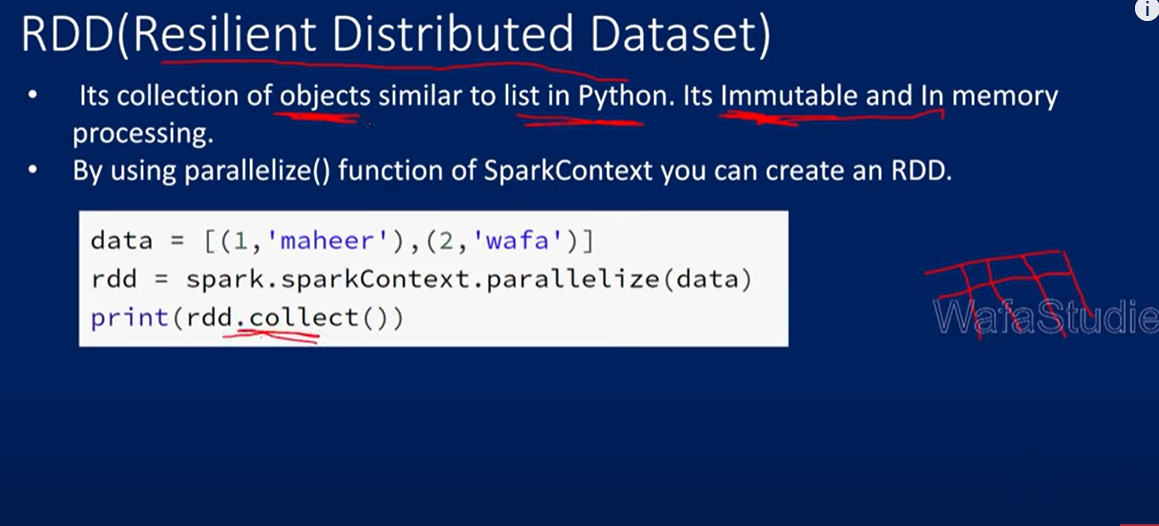 RDD(Resilient Distributed Dataset)
• Its collection of objects similar to list in Python. Its Immutable and In memory
processing.
• By using parallelize() function of SparkContext you can create an RDD.
data = [(1,'maheer'),(2,'wafa')]
rdd = spark.sparkContext.parallelize(data)
print(rdd.collect())
WafaStudie
i